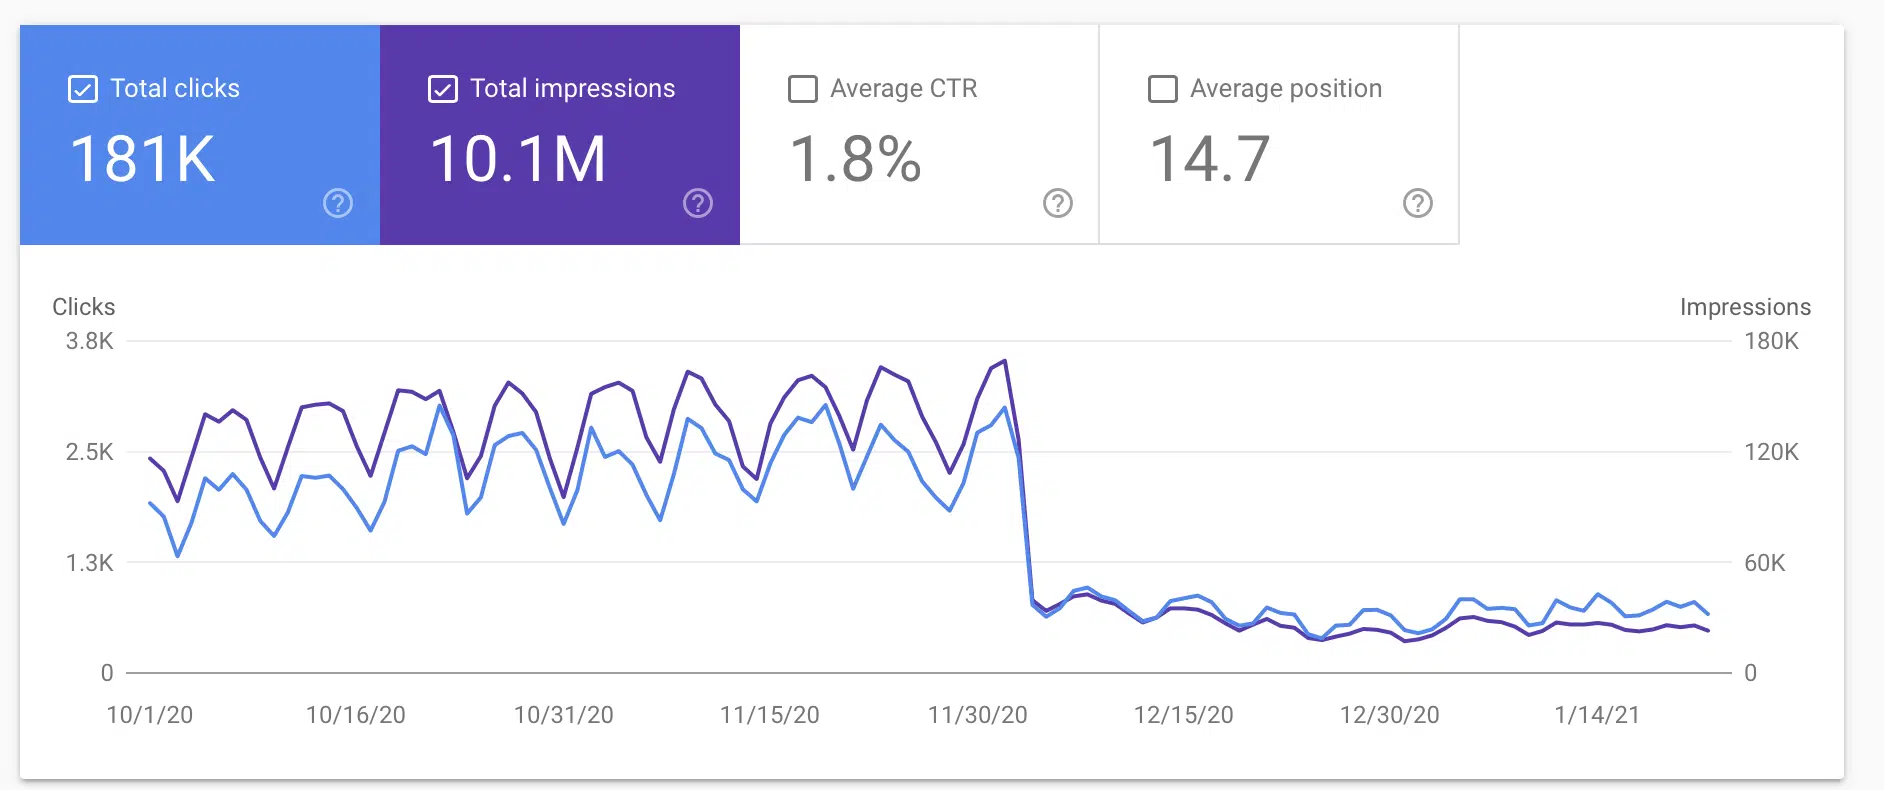 Total clicks
181K
Total impressions
10.1M
Average CTR
1.8%
Average position
14.7
Clicks
Impressions
3.8K
180K
2.5K
120K
1.3K
60K
0
0
10/1/20
10/16/20
10/31/20
11/15/20
11/30/20
12/15/20
12/30/20
1/14/21